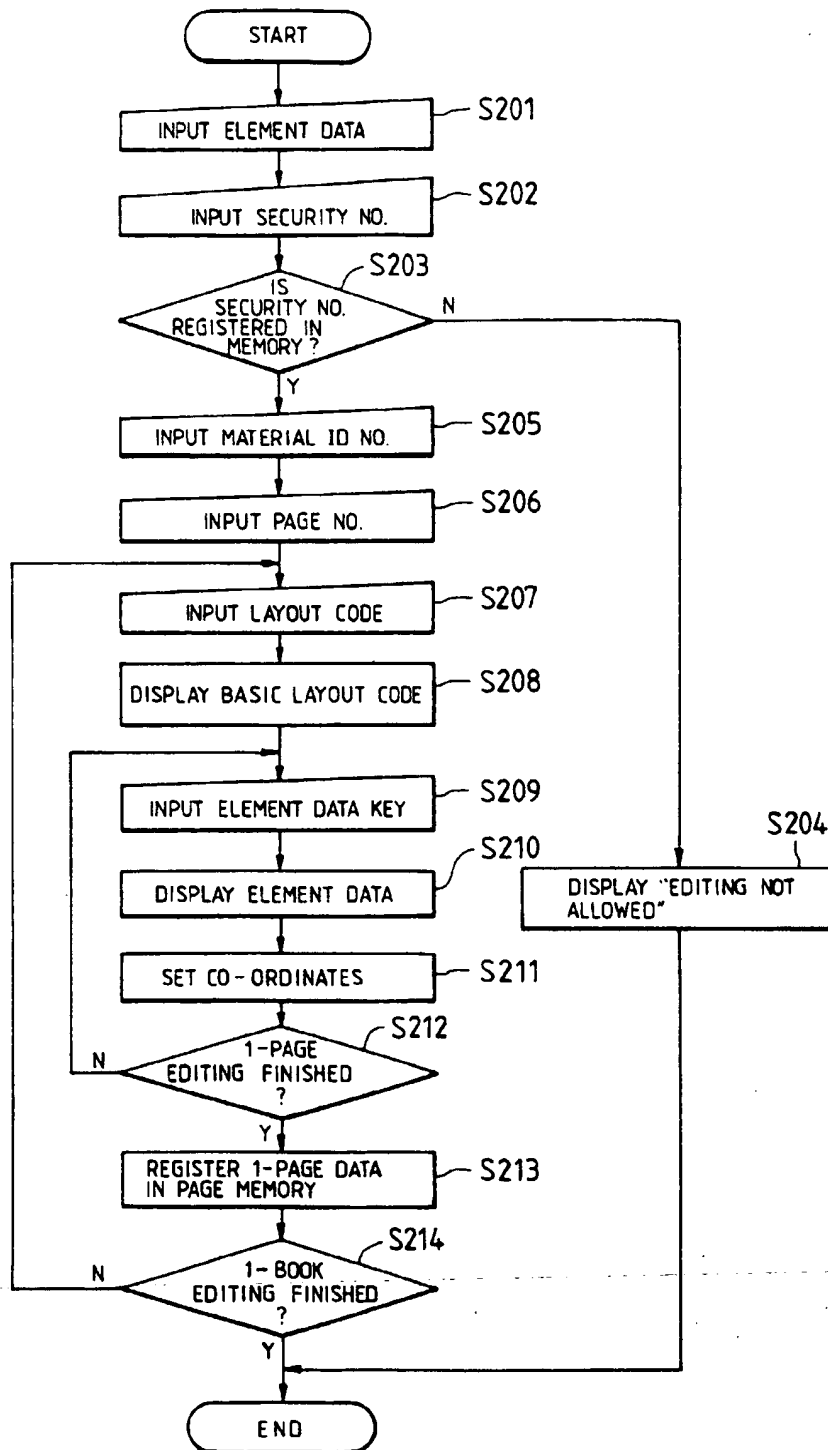 START
S201
INPUT ELEMENT DATA
S202
INPUT SECURITY NO.
S203
IS
SECURITY NO.
REGISTERED IN
MEMORY ?
N
Y
S205
INPUT MATERIAL ID NO.
S206
INPUT PAGE NO.
S207
INPUT LAYOUT CODE
S208
DISPLAY BASIC LAYOUT CODE
S209
INPUT ELEMENT DATA KEY
S210
DISPLAY ELEMENT DATA
S204
DISPLAY "EDITING NOT
ALLOWED"
S211
SET CO-ORDINATES
S212
1-PAGE
EDITING FINISHED
?
N
Y
S213
REGISTER 1-PAGE DATA
IN PAGE MEMORY
S214
1-BOOK
EDITING FINISHED
?
N
Y
END